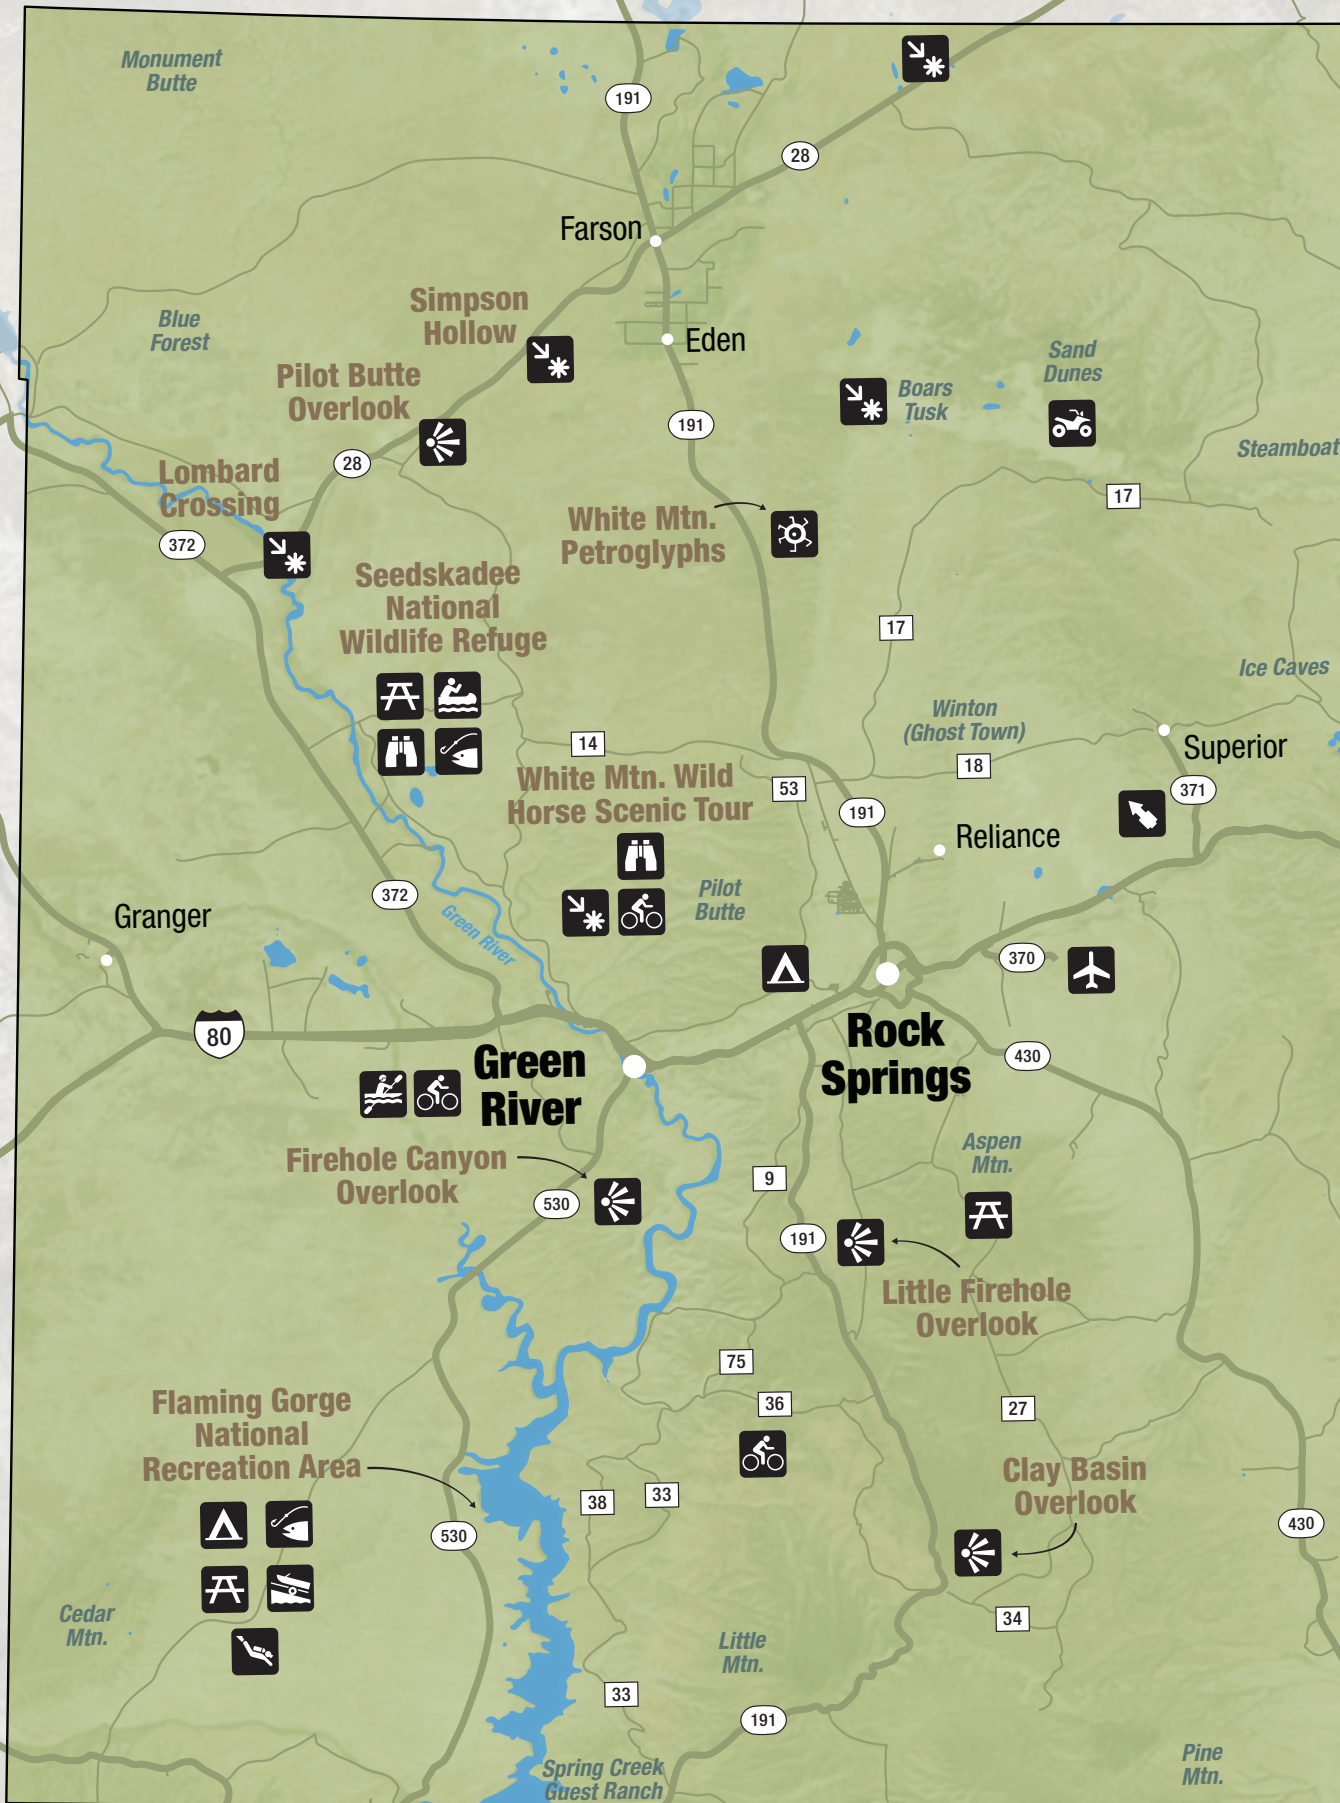 Monument
Butte
191
28
Farson
Simpson
Hollow
Blue
Forest
Eden
Pilot Butte
Overlook
Sand
Dunes
Boars
Tusk
191
Steamboat
28
Lombard
Crossing
17
White Mtn.
Petroglyphs
372
Seedskadee
National
Wildlife Refuge
17
Ice Caves
Winton
(Ghost Town)
14
Superior
18
White Mtn. Wild
Horse Scenic Tour
53
371
191
Reliance
Pilot
Butte
372
Granger
Green River
370
80
Rock
Springs
Green
River
430
Firehole Canyon
Overlook
Aspen
Mtn.
9
530
191
Little Firehole
Overlook
75
36
27
Flaming Gorge
National
Recreation Area
Clay Basin
Overlook
38
33
530
430
Cedar
Mtn.
34
Little
Mtn.
33
191
Spring Creek
Guest Ranch
Pine
Mtn.